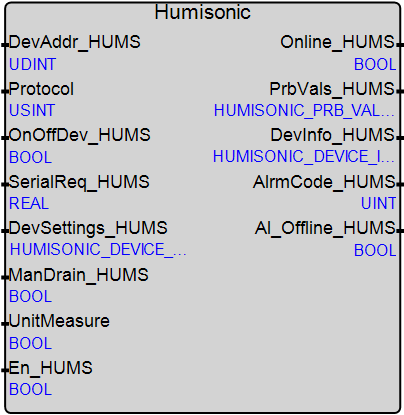 Humisonic
DevAddr_HUMS
UDINT
Protocol
USINT
OnOffDev_HUMS
BOOL
SerialReq_HUMS
REAL
DevSettings_HUMS
HUMISONIC_DEVICE_...
ManDrain_HUMS
BOOL
UnitMeasure
BOOL
En_HUMS
BOOL
Online_HUMS
BOOL
PrbVals_HUMS
HUMISONIC_PRB_VAL...
DevInfo_HUMS
HUMISONIC_DEVICE_I...
AlrmCode_HUMS
UINT
Al_Offline_HUMS
BOOL